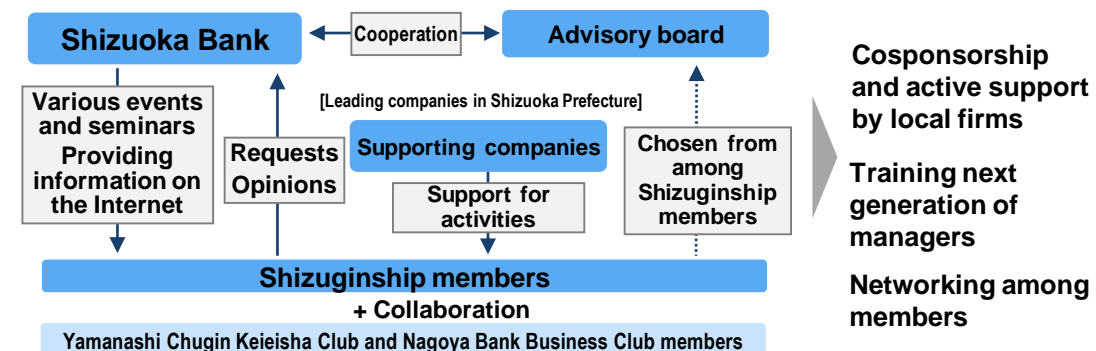 Shizuoka Bank
Cooperation
Advisory board
Various events
and seminars
Providing
information on
the Internet
Requests
Opinions
[Leading companies in Shizuoka Prefecture]
Supporting companies
Support for
activities
Chosen from
among
Shizuginship
members
Shizuginship members
+ Collaboration
Yamanashi Chugin Keieisha Club and Nagoya Bank Business Club members
Cosponsorship
and active support
by local firms
Training next
generation of
managers
Networking among
members